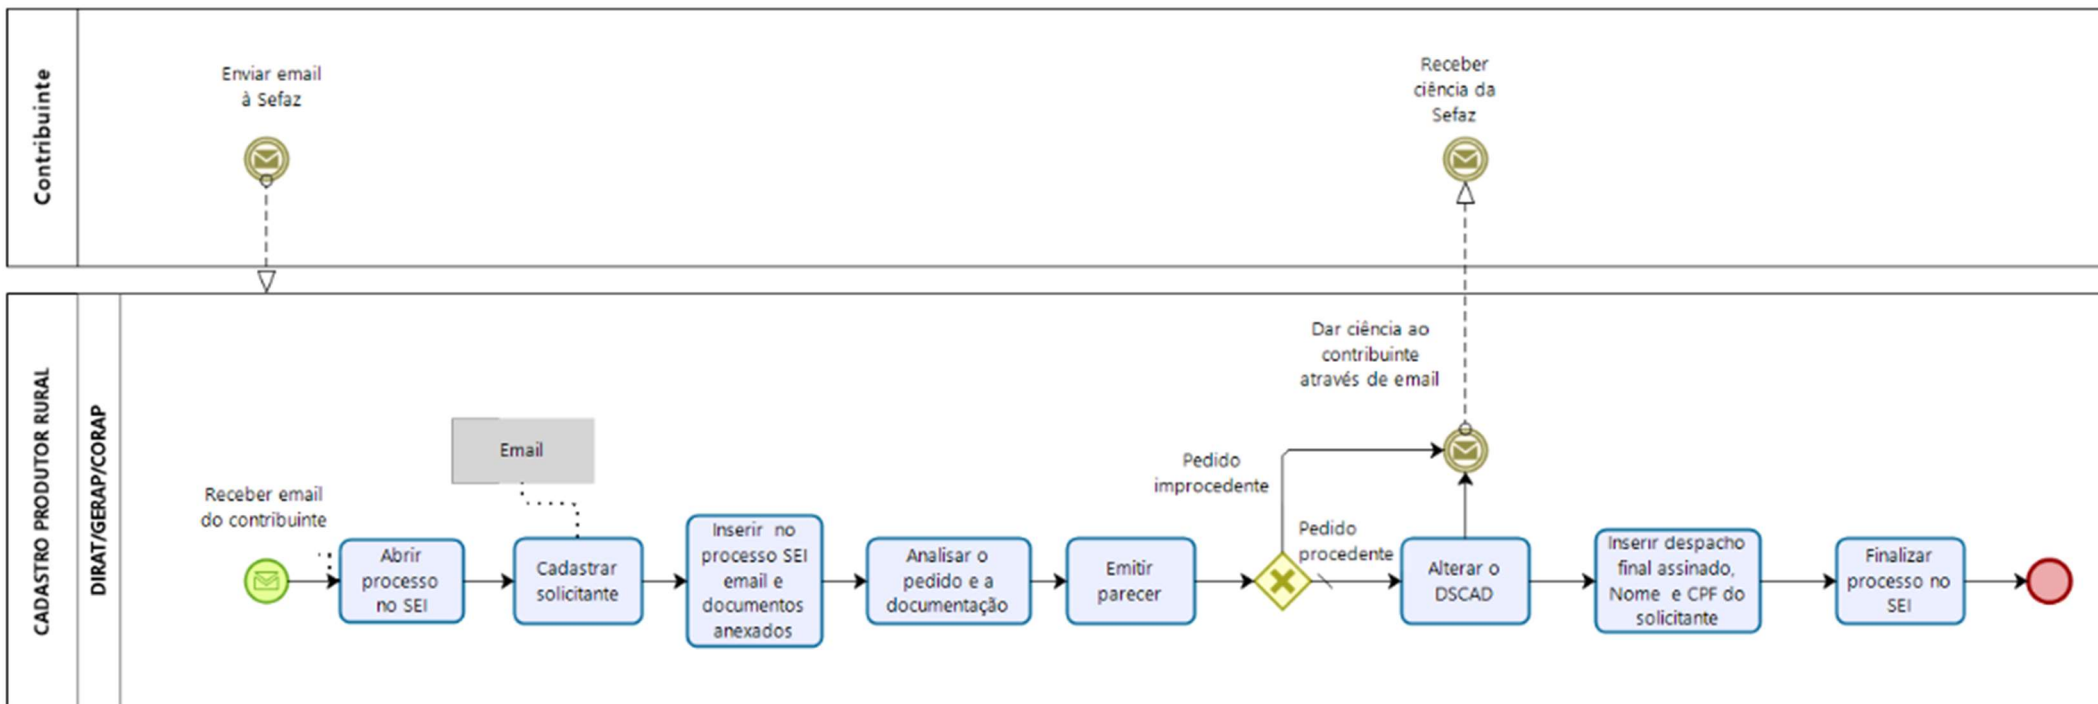 Contribuinte
Enviar email
à Sefaz
Receber
ciência da
Sefaz
CADASTRO PRODUTOR RURAL
DIRAT/GERAP/CORAP
Receber email
do contribuinte
Abrir
processo
no SEI
Email
Cadastrar
solicitante
Inserir no
processo SEI
email e
documentos
anexados
Analisar o
pedido e a
documentação
Emitir
parecer
Pedido
improcedente
Pedido
procedente
Dar ciência ao
contribuinte
através de email
Alterar o
DSCAD
Inserir despacho
final assinado,
Nome e CPF do
solicitante
Finalizar
processo no
SEI